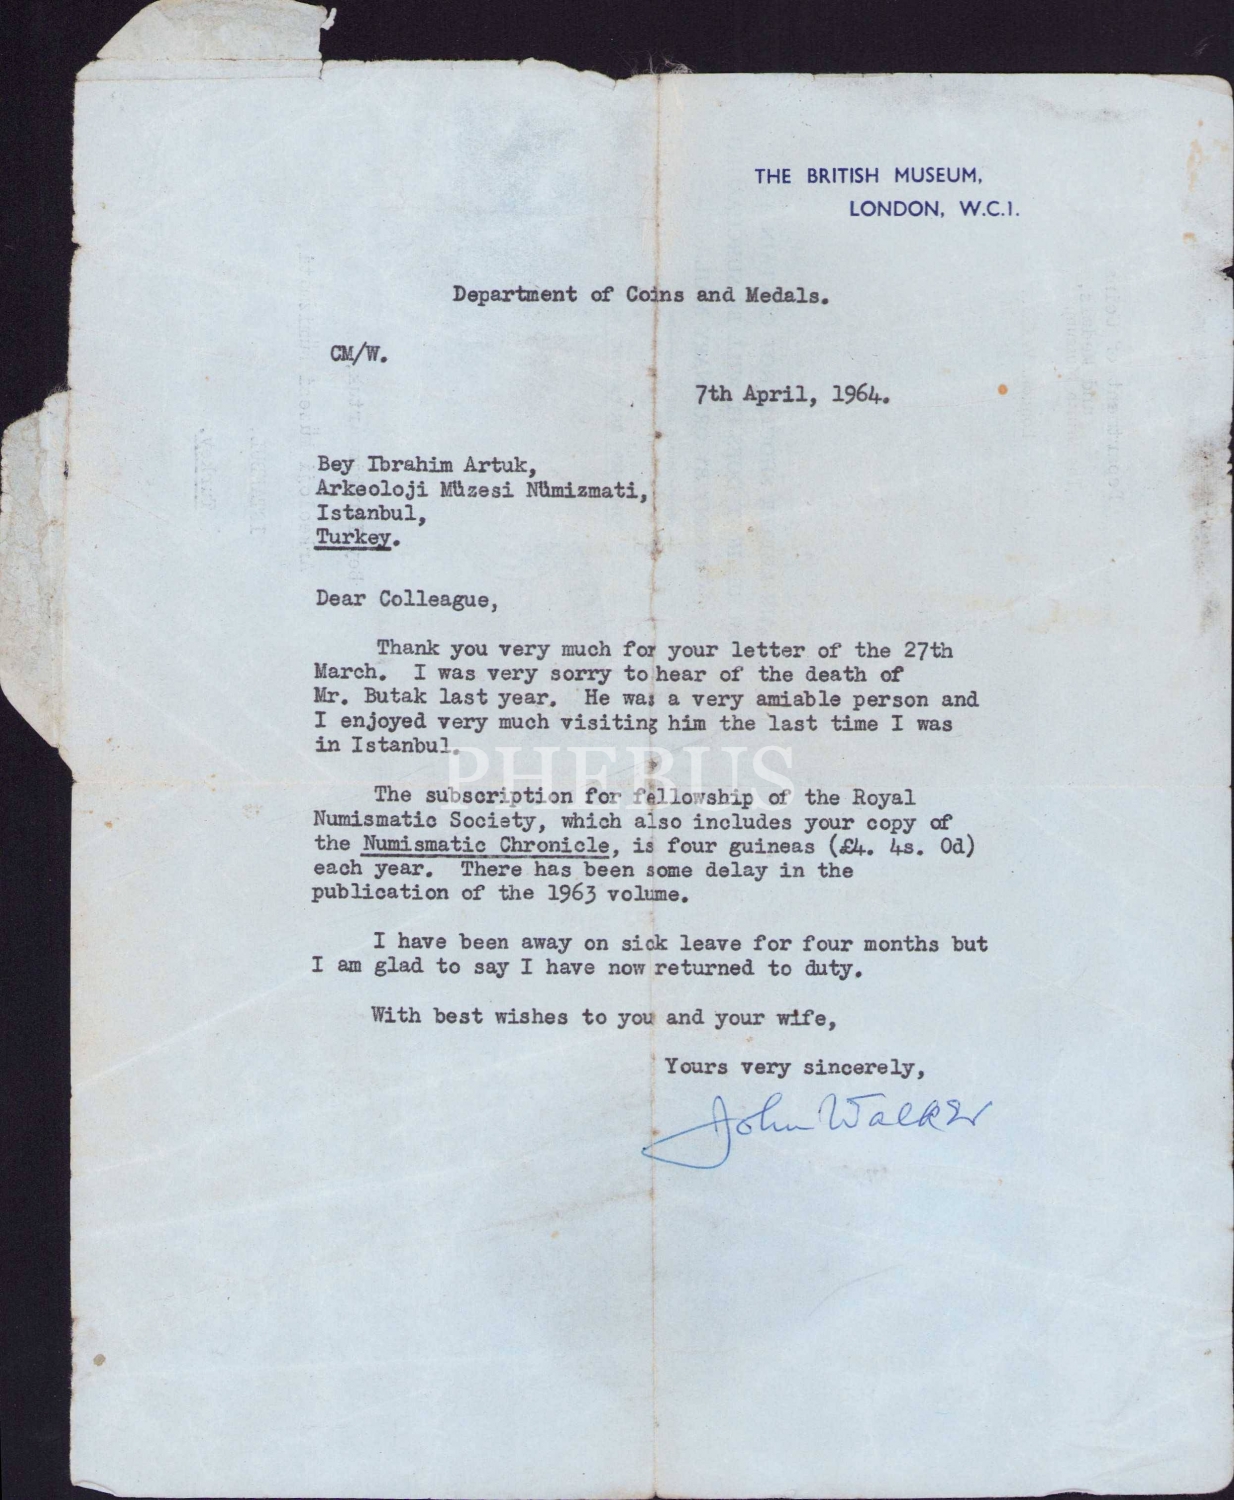 THE BRITISH MUSEUM,
LONDON, W.C.1.
Department of Coins and Medals.
CM/W.
7th April, 1964.
Bey Ibrahim Artuk,
Arkeoloji Müzesi Nümizmati,
Istanbul,
Turkey.
Dear Colleague,
Thank you very much for your letter of the 27th
March. I was very sorry to hear of the death of
Mr. Butak last year. He was a very amiable person and
I enjoyed very much visiting him the last time I was
in Istanbul.
PHEBUS
The subscription for fellowship of the Royal
Numismatic Society, which also includes your copy of
the Numismatic Chronicle, is four guineas (£4. 4s. 0d)
each year. There has been some delay in the
publication of the 1963 volume.
I have been away on sick leave for four months but
I am glad to say I have now returned to duty.
With best wishes to you and your wife,
Yours very sincerely,
John Walker